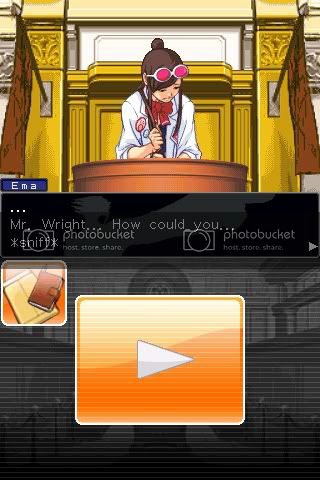 Ema
...
Mr. Wright... How could you...
*sniff*
photobucket
host. store. share.
photobucket
host. store. share.